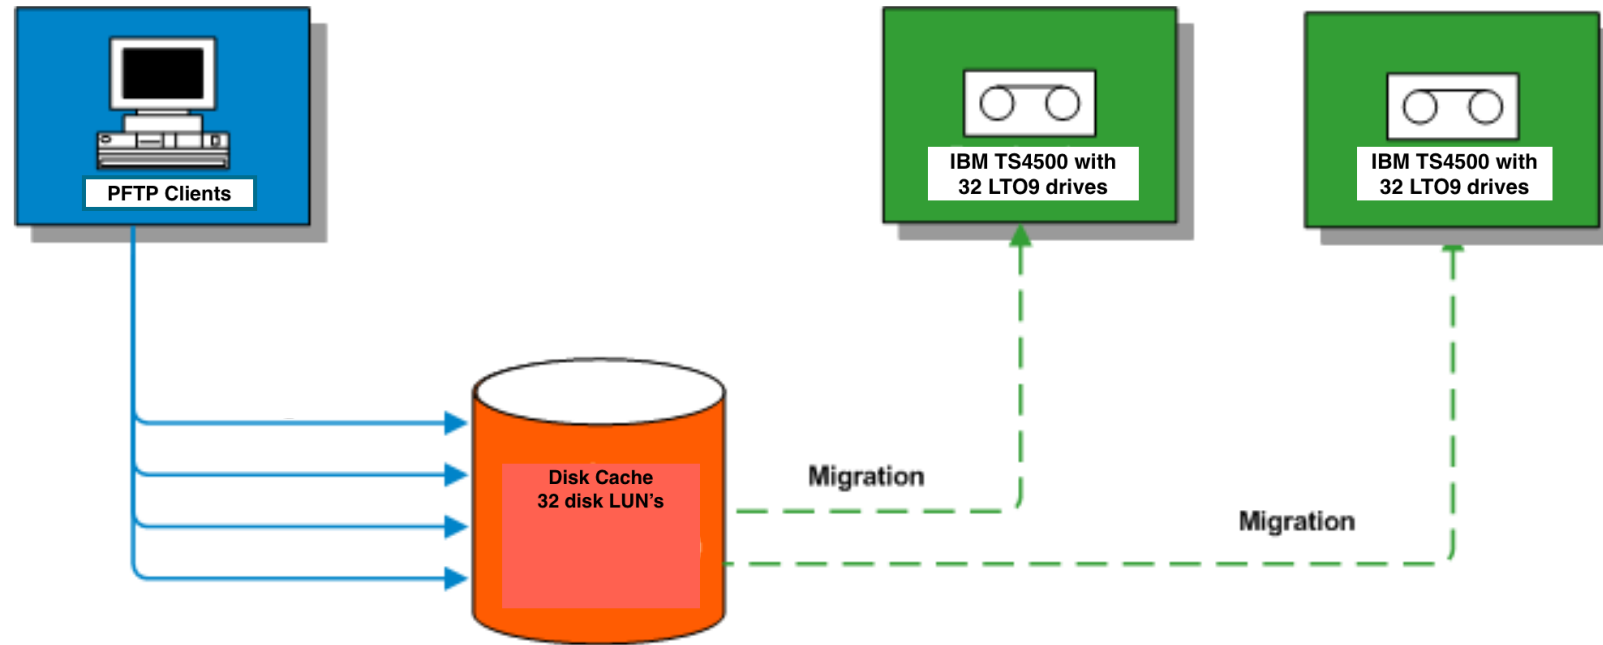 PFTP Clients
IBM TS4500 with
32 LTO9 drives
IBM TS4500 with
32 LTO9 drives
Disk Cache
32 disk LUN's
Migration
Migration